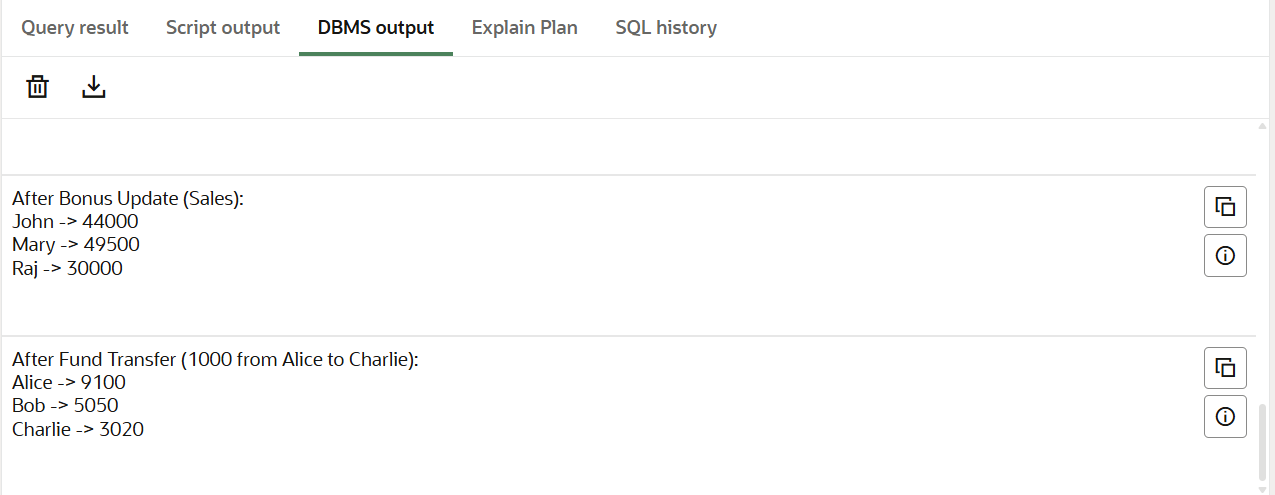 Query result Script output DBMS output Explain Plan SQL history
After Bonus Update (Sales):
John -> 44000
Mary -> 49500
Raj -> 30000
After Fund Transfer (1000 from Alice to Charlie):
Alice -> 9100
Bob -> 5050
Charlie -> 3020